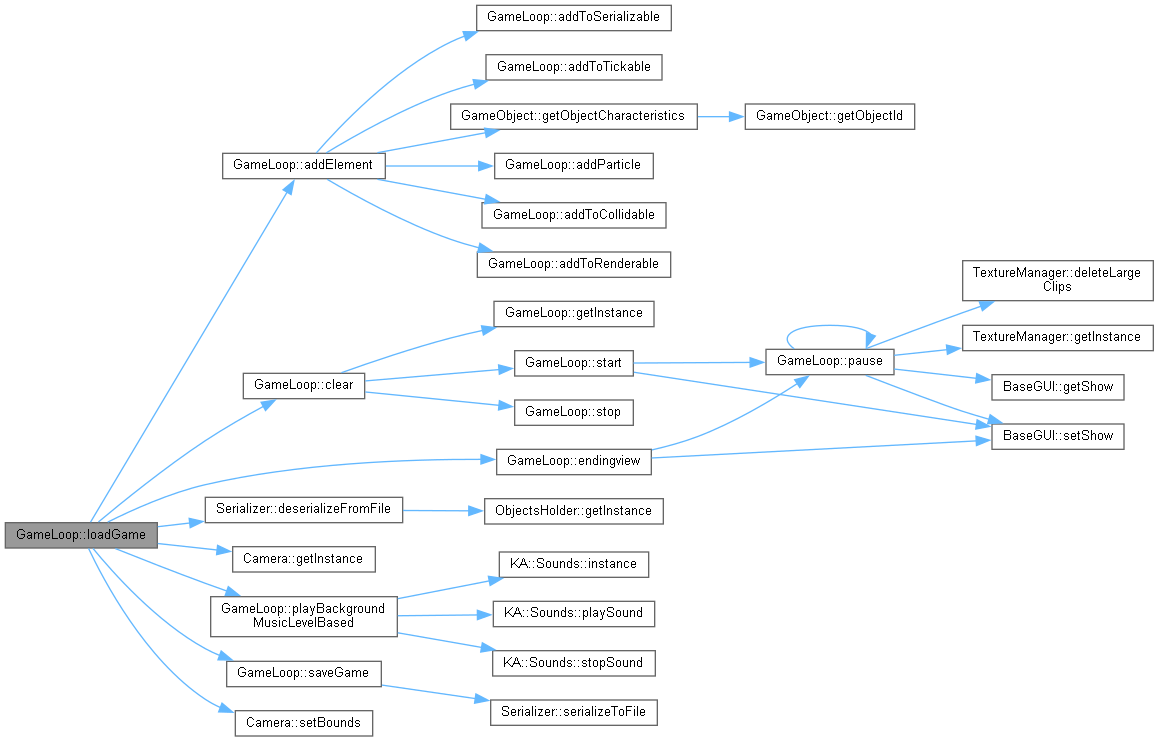 GameLoop::addToSerializable
GameLoop::addToTickable
GameObject::getObjectCharacteristics
GameObject::getObjectId
GameLoop::addElement
GameLoop::addParticle
GameLoop::addToCollidable
GameLoop::addToRenderable
TextureManager::deleteLarge
Clips
GameLoop::getInstance
TextureManager::getInstance
GameLoop::start
GameLoop::pause
GameLoop::clear
BaseGUI::getShow
GameLoop::stop
BaseGUI::setShow
GameLoop::endingview
Serializer::deserializeFromFile
ObjectsHolder::getInstance
GameLoop::loadGame
Camera::getInstance
KA::Sounds::instance
GameLoop::playBackground
MusicLevelBased
KA::Sounds::playSound
KA::Sounds::stopSound
GameLoop::saveGame
Serializer::serializeToFile
Camera::setBounds